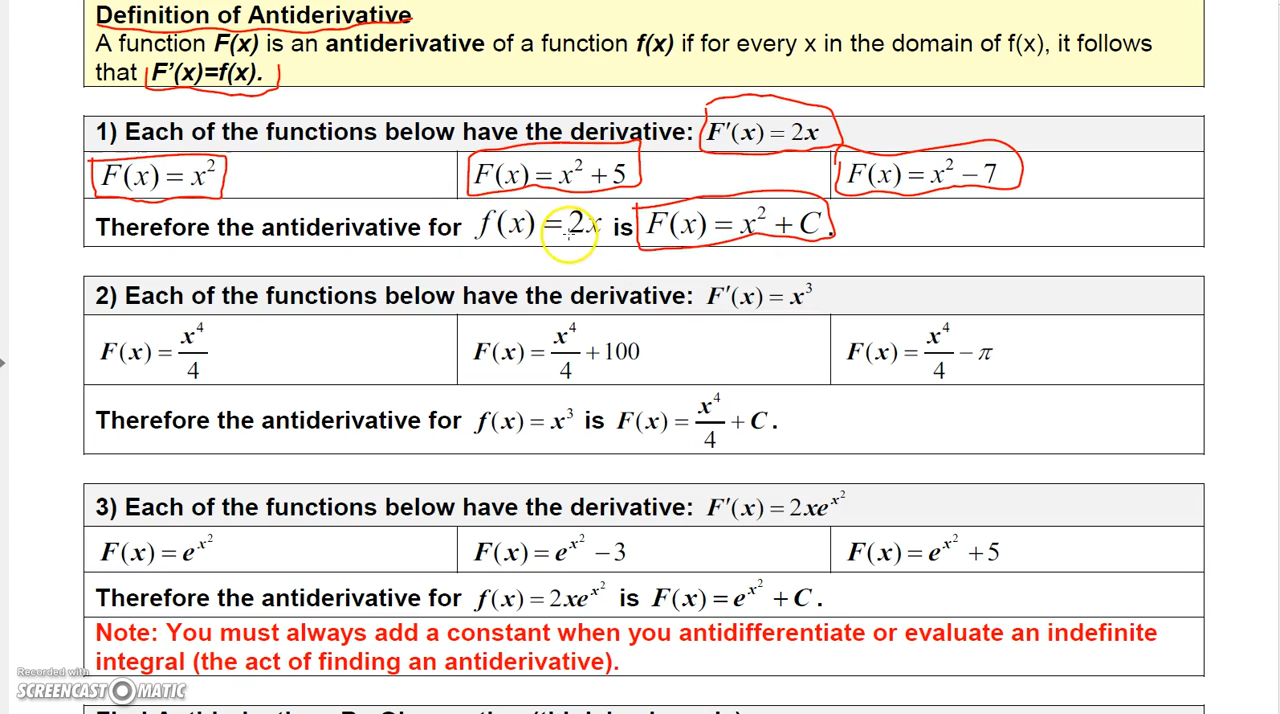 Definition of Antiderivative
A function F(x) is an antiderivative of a function f(x) if for every x in the domain of f(x), it follows
that F'(x)=f(x).
1) Each of the functions below have the derivative: F′(x) = 2x
F(x) = x² F(x) = x² + 5 F(x) = x² − 7
Therefore the antiderivative for f(x) = 2x is F(x) = x² + C.
2) Each of the functions below have the derivative: F′(x) = x³
F(x) = x⁴/4 F(x) = x⁴/4 + 100 F(x) = x⁴/4 − π
Therefore the antiderivative for f(x) = x³ is F(x) = x⁴/4 + C.
3) Each of the functions below have the derivative: F′(x) = 2xe^{x²}
F(x) = e^{x²} F(x) = e^{x²} − 3 F(x) = e^{x²} + 5
Therefore the antiderivative for f(x) = 2xe^{x²} is F(x) = e^{x²} + C.
Note: You must always add a constant when you antidifferentiate or evaluate an indefinite
integral (the act of finding an antiderivative).
Recorded with
SCREENCAST MATIC